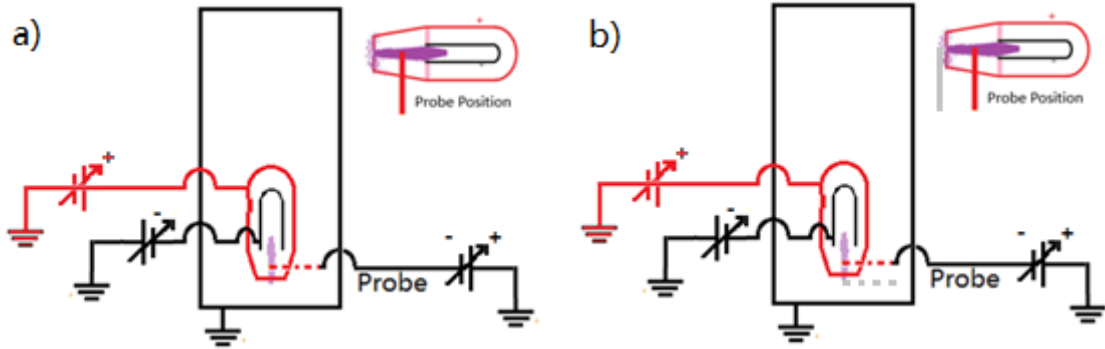 a)
+
Probe Position
+
-
- +
Probe
b)
+
Probe Position
+
-
- +
Probe